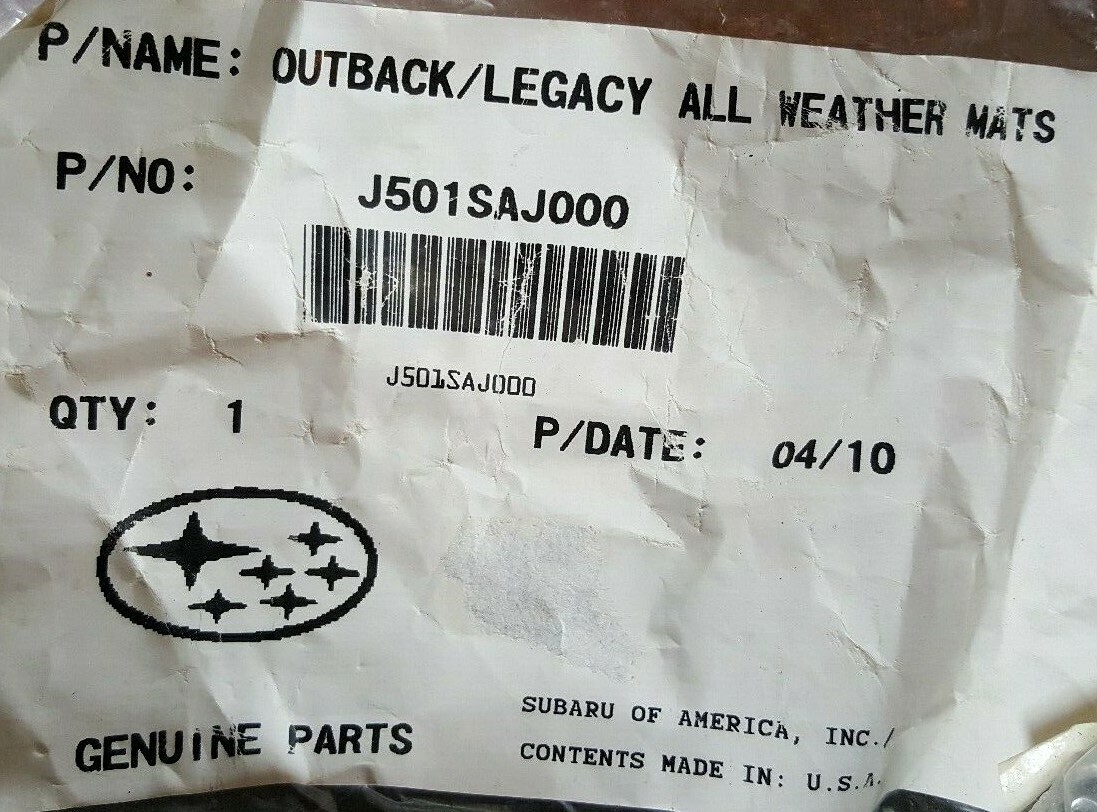 P/NAME: OUTBACK/LEGACY ALL WEATHER MATS
P/NO: J501SAJ000
J501SAJ000
QTY: 1
P/DATE: 04/10
GENUINE PARTS
SUBARU OF AMERICA, INC./
CONTENTS MADE IN: U.S.A.